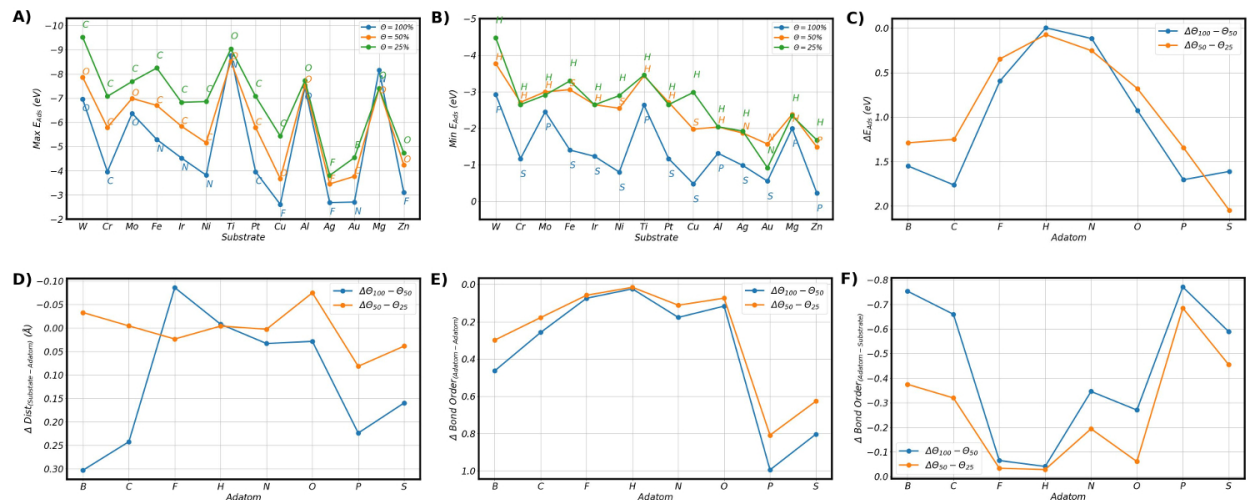 A)
Max E_Ads (eV)
−10
−9
−8
−7
−6
−5
−4
−3
−2
Θ = 100%
Θ = 50%
Θ = 25%
C C C C C C O C C O F B O O
O C O C C C C C O O
O C O N N N N C F F N N F
W Cr Mo Fe Ir Ni Ti Pt Cu Al Ag Au Mg Zn
Substrate
B)
Min E_Ads (eV)
−5
−4
−3
−2
−1
0
Θ = 100%
Θ = 50%
Θ = 25%
H H H H H H H H H H H N H H
H H H S H N H H S H N N H P
P S P S S S P S S P S S P P
W Cr Mo Fe Ir Ni Ti Pt Cu Al Ag Au Mg Zn
Substrate
C)
ΔE_Ads (eV)
0.0
0.5
1.0
1.5
2.0
ΔΘ₁₀₀ − Θ₅₀
ΔΘ₅₀ − Θ₂₅
B C F H N O P S
Adatom
D)
Δ Dist(Substate−Adatom) (Å)
−0.10
−0.05
0.00
0.05
0.10
0.15
0.20
0.25
0.30
ΔΘ₁₀₀ − Θ₅₀
ΔΘ₅₀ − Θ₂₅
B C F H N O P S
Adatom
E)
Δ Bond Order(Adatom−Adatom)
0.0
0.2
0.4
0.6
0.8
1.0
ΔΘ₁₀₀ − Θ₅₀
ΔΘ₅₀ − Θ₂₅
B C F H N O P S
Adatom
F)
Δ Bond Order(Adatom−Substrate)
−0.8
−0.7
−0.6
−0.5
−0.4
−0.3
−0.2
−0.1
0.0
ΔΘ₁₀₀ − Θ₅₀
ΔΘ₅₀ − Θ₂₅
B C F H N O P S
Adatom